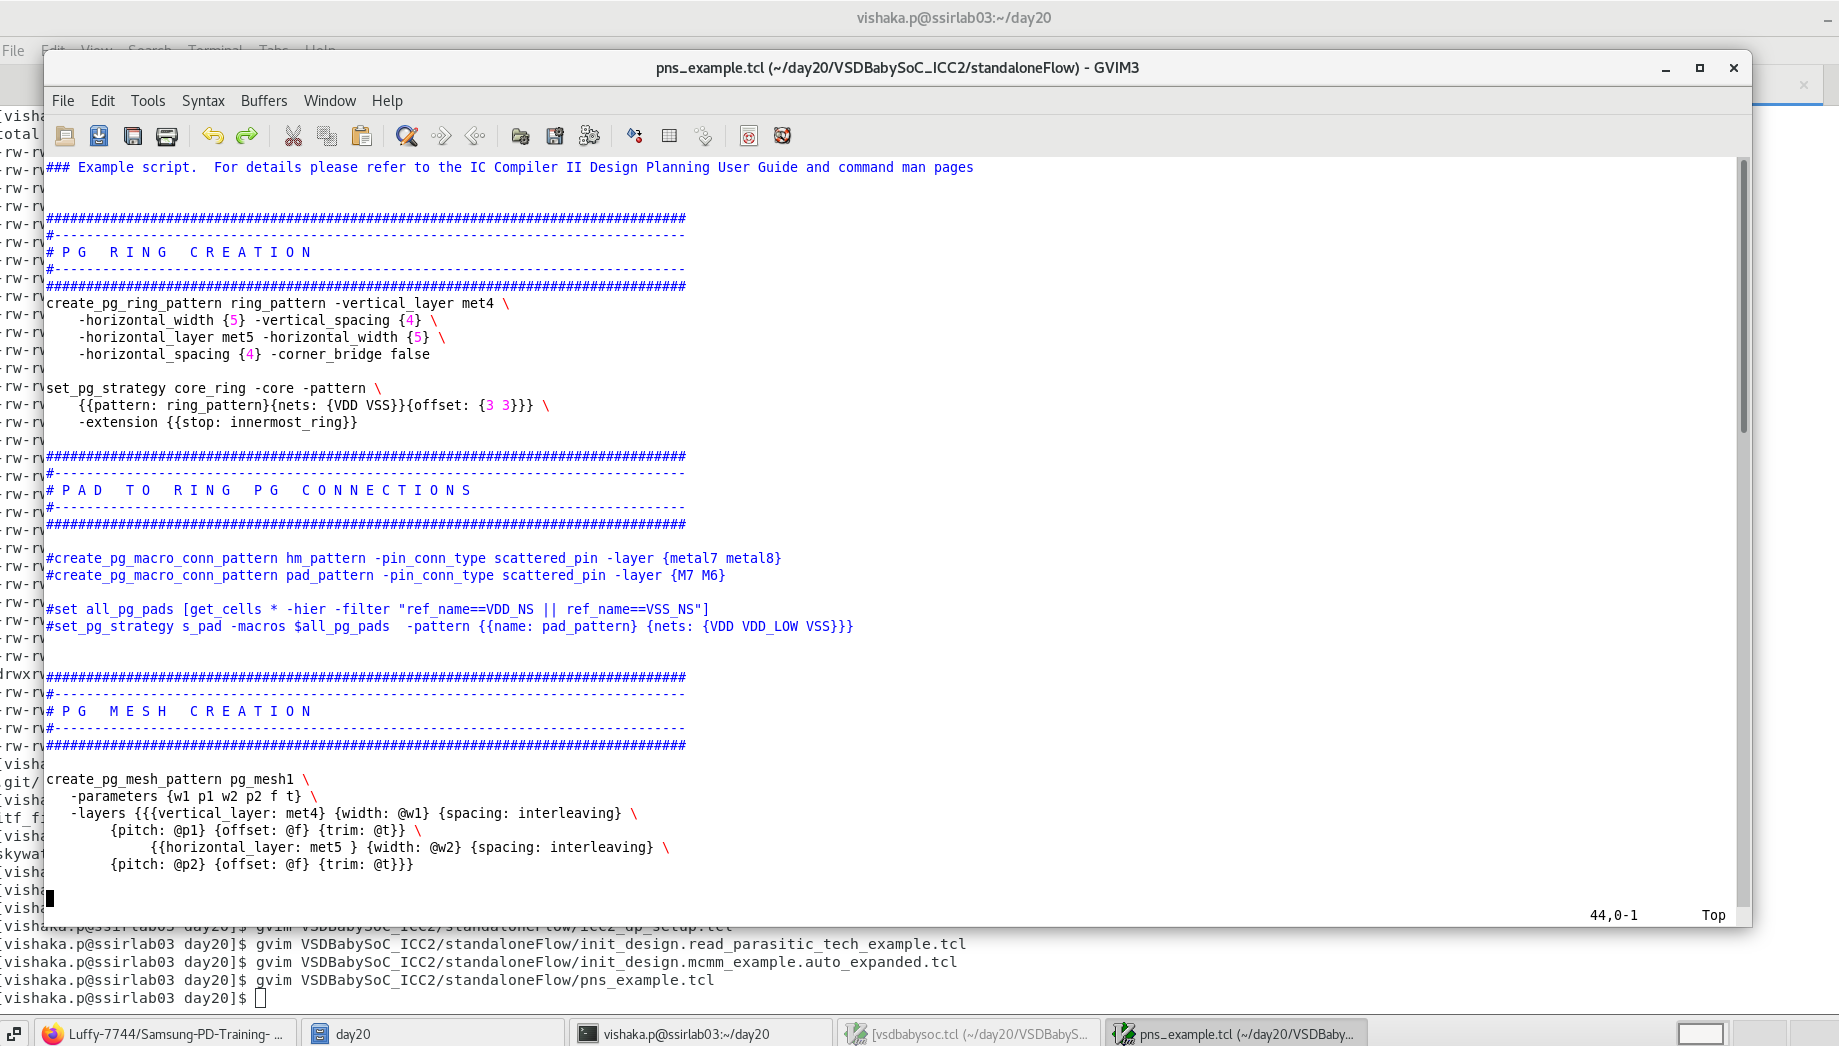 vishaka.p@ssirlab03:~/day20
File Edit View Search Terminal Tabs Help
pns_example.tcl (~/day20/VSDBabySoC_ICC2/standaloneFlow) - GVIM3
File Edit Tools Syntax Buffers Window Help
### Example script.  For details please refer to the IC Compiler II Design Planning User Guide and command man pages
################################################################################
#-------------------------------------------------------------------------------
# P G   R I N G   C R E A T I O N
#-------------------------------------------------------------------------------
################################################################################
create_pg_ring_pattern ring_pattern -vertical_layer met4 \
    -horizontal_width {5} -vertical_spacing {4} \
    -horizontal_layer met5 -horizontal_width {5} \
    -horizontal_spacing {4} -corner_bridge false
set_pg_strategy core_ring -core -pattern \
    {{pattern: ring_pattern}{nets: {VDD VSS}}{offset: {3 3}}} \
    -extension {{stop: innermost_ring}}
################################################################################
#-------------------------------------------------------------------------------
# P A D   T O   R I N G   P G   C O N N E C T I O N S
#-------------------------------------------------------------------------------
################################################################################
#create_pg_macro_conn_pattern hm_pattern -pin_conn_type scattered_pin -layer {metal7 metal8}
#create_pg_macro_conn_pattern pad_pattern -pin_conn_type scattered_pin -layer {M7 M6}
#set all_pg_pads [get_cells * -hier -filter "ref_name==VDD_NS || ref_name==VSS_NS"]
#set_pg_strategy s_pad -macros $all_pg_pads  -pattern {{name: pad_pattern} {nets: {VDD VDD_LOW VSS}}}
################################################################################
#-------------------------------------------------------------------------------
# P G   M E S H   C R E A T I O N
#-------------------------------------------------------------------------------
################################################################################
create_pg_mesh_pattern pg_mesh1 \
   -parameters {w1 p1 w2 p2 f t} \
   -layers {{{vertical_layer: met4} {width: @w1} {spacing: interleaving} \
        {pitch: @p1} {offset: @f} {trim: @t}} \
             {{horizontal_layer: met5 } {width: @w2} {spacing: interleaving} \
        {pitch: @p2} {offset: @f} {trim: @t}}}
44,0-1 Top
[vishaka.p@ssirlab03 day20]$ gvim VSDBabySoC_ICC2/standaloneFlow/icc2_dp_setup.tcl
[vishaka.p@ssirlab03 day20]$ gvim VSDBabySoC_ICC2/standaloneFlow/init_design.read_parasitic_tech_example.tcl
[vishaka.p@ssirlab03 day20]$ gvim VSDBabySoC_ICC2/standaloneFlow/init_design.mcmm_example.auto_expanded.tcl
[vishaka.p@ssirlab03 day20]$ gvim VSDBabySoC_ICC2/standaloneFlow/pns_example.tcl
[vishaka.p@ssirlab03 day20]$
Luffy-7744/Samsung-PD-Training- ...
day20
vishaka.p@ssirlab03:~/day20
[vsdbabysoc.tcl (~/day20/VSDBabyS...
pns_example.tcl (~/day20/VSDBaby...